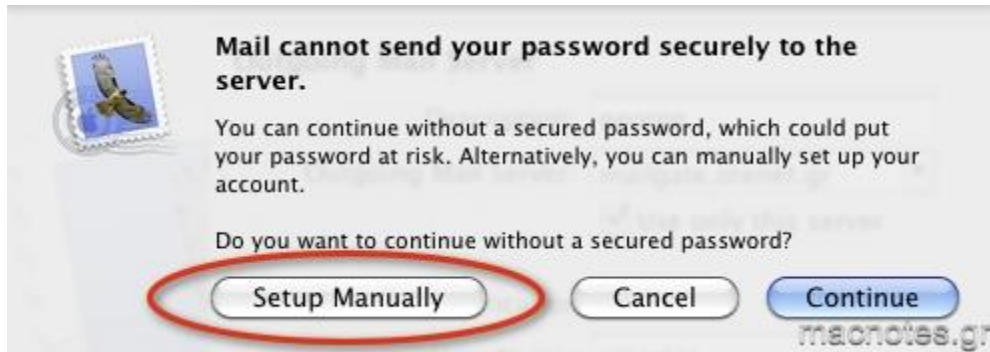 Mail cannot send your password securely to the
server.
You can continue without a secured password, which could put
your password at risk. Alternatively, you can manually set up your
account.
Do you want to continue without a secured password?
Setup Manually
Cancel
Continue
macnotes.gr